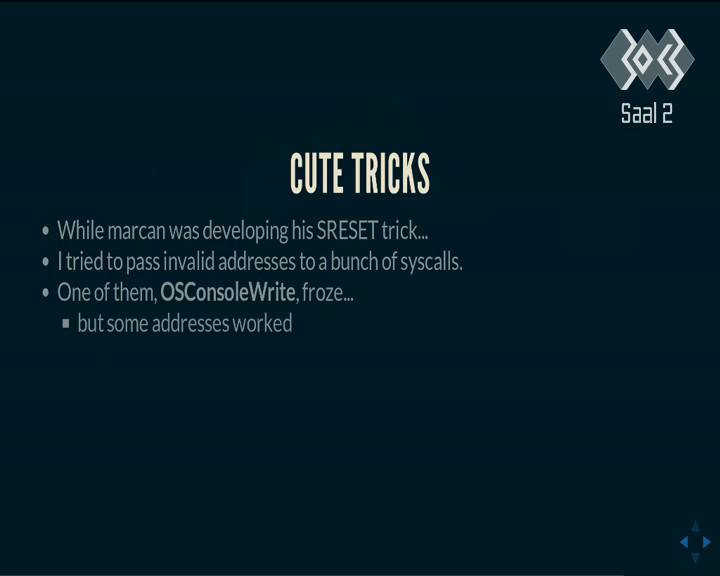 Saal 2
CUTE TRICKS
While marcan was developing his SRESET trick...
I tried to pass invalid addresses to a bunch of syscalls.
One of them, OSConsoleWrite, froze...
but some addresses worked